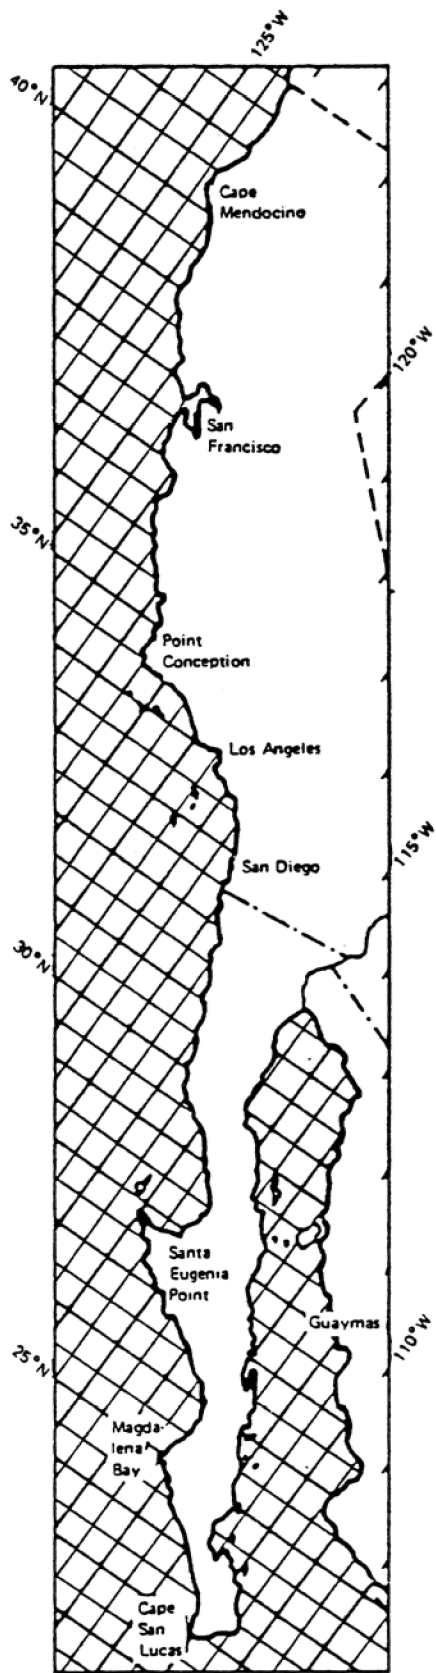 125°W
40°N
Cape
Mendocino
120°W
San
Francisco
35°N
Point
Conception
Los Angeles
115°W
San Diego
30°N
Santa
Eugenia
Point
Guaymas
110°W
25°N
Magda-
lena
Bay
Cape
San
Lucas